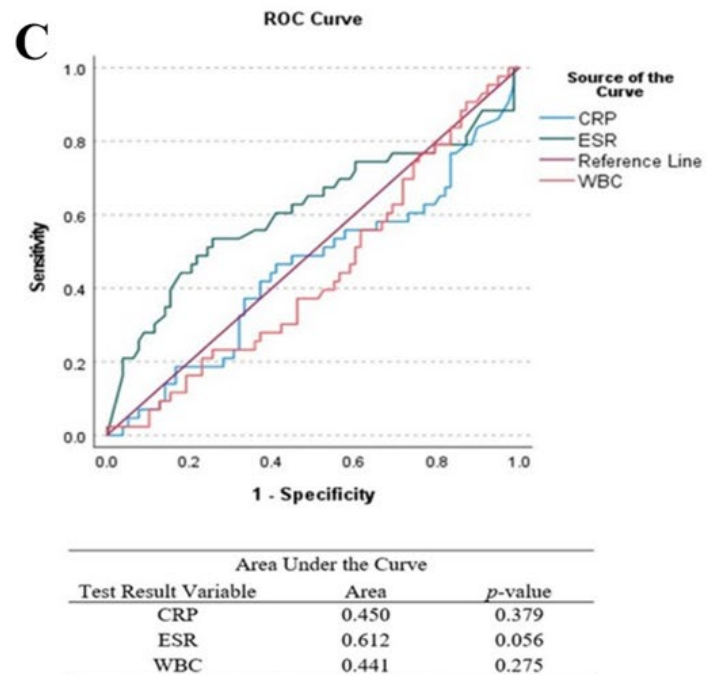 C
ROC Curve
1.0
0.8
0.6
0.4
0.2
0.0
Sensitivity
0.0 0.2 0.4 0.6 0.8 1.0
1 - Specificity
Source of the
Curve
CRP
ESR
Reference Line
WBC
Area Under the Curve
Test Result Variable Area p-value
CRP 0.450 0.379
ESR 0.612 0.056
WBC 0.441 0.275